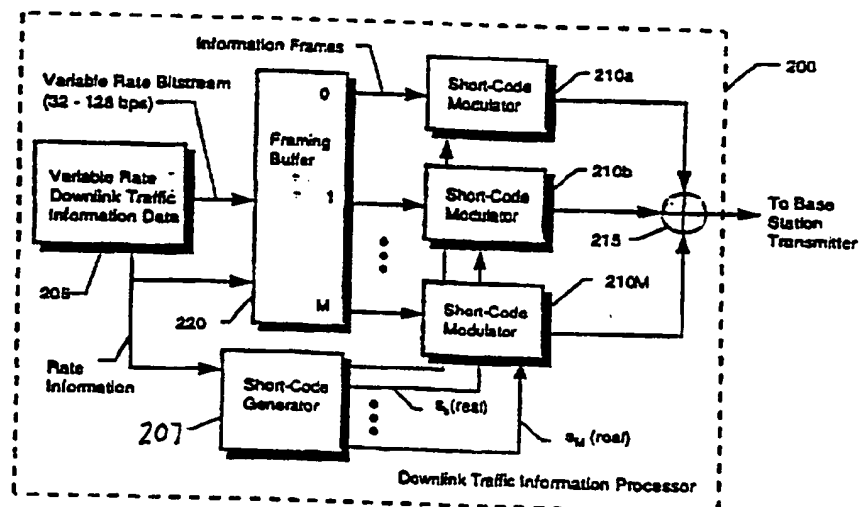 Information Frames
Variable Rate Bitstream
(32 - 128 bps)
Short-Code
Modulator
210a
200
0
Framing
Buffer
Variable Rate
Downlink Traffic
Information Data
Short-Code
Modulator
210b
1
To Base
Station
Transmitter
215
205
220
M
Short-Code
Modulator
210M
Rate
Information
Short-Code
Generator
207
(real)
sM (real)
Downlink Traffic Information Processor